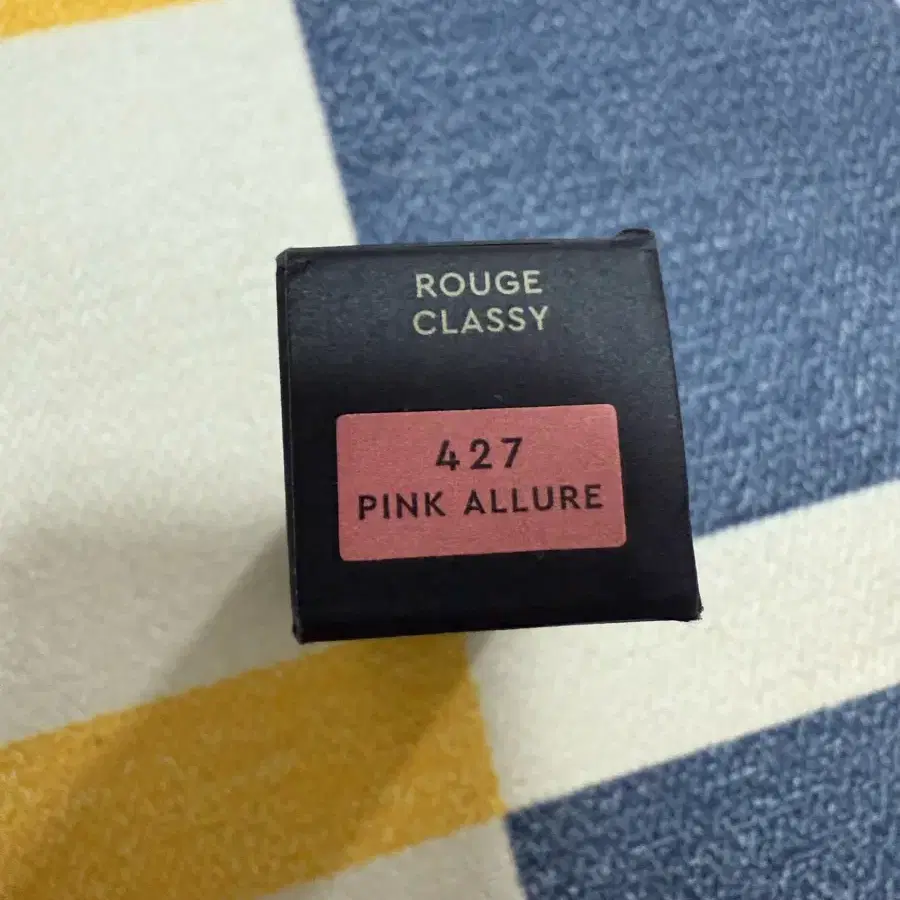 ROUGE
CLASSY
427
PINK ALLURE